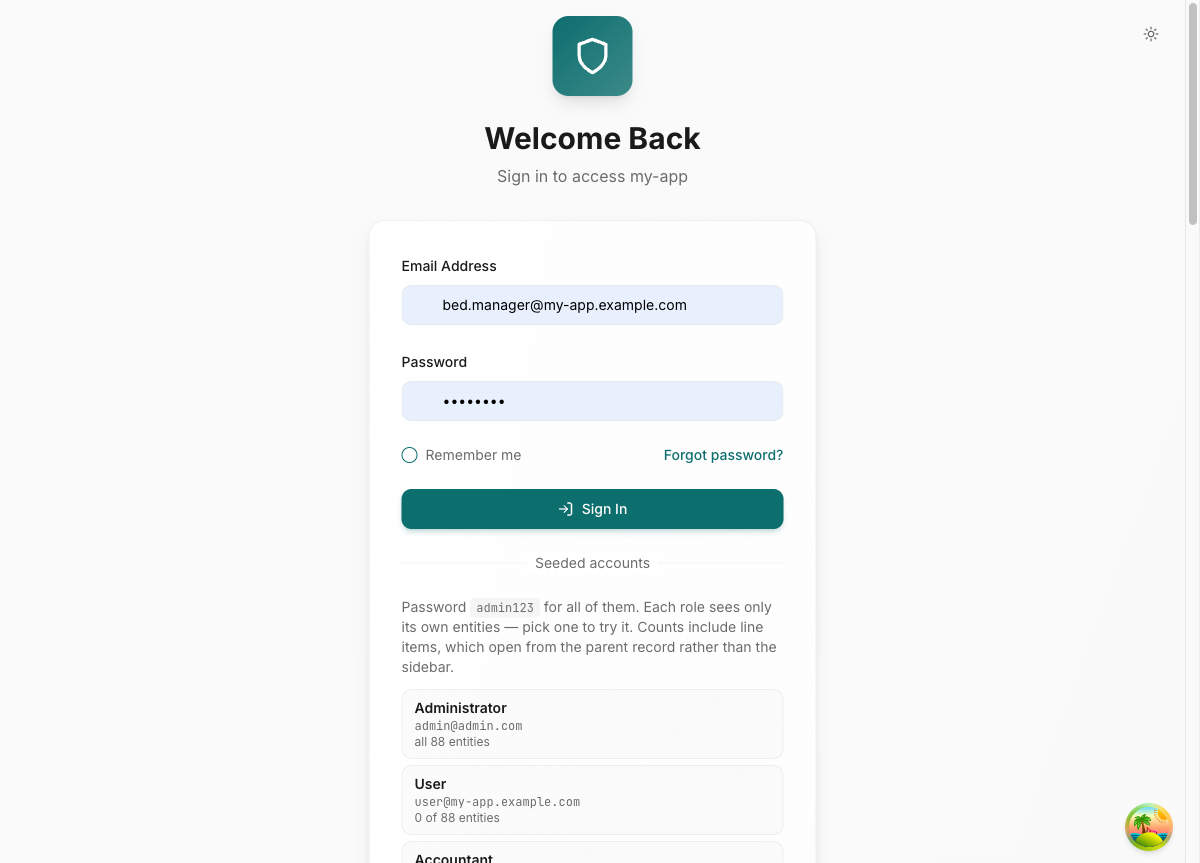 Welcome Back
Sign in to access my-app
Email Address
bed.manager@my-app.example.com
Password
••••••••
Remember me
Forgot password?
Sign In
Seeded accounts
Password admin123 for all of them. Each role sees only
its own entities — pick one to try it. Counts include line
items, which open from the parent record rather than the
sidebar.
Administrator
admin@admin.com
all 88 entities
User
user@my-app.example.com
0 of 88 entities
Accountant